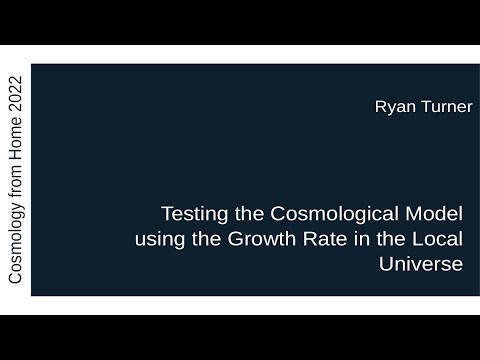 Cosmology from Home 2022
Ryan Turner
Testing the Cosmological Model
using the Growth Rate in the Local
Universe